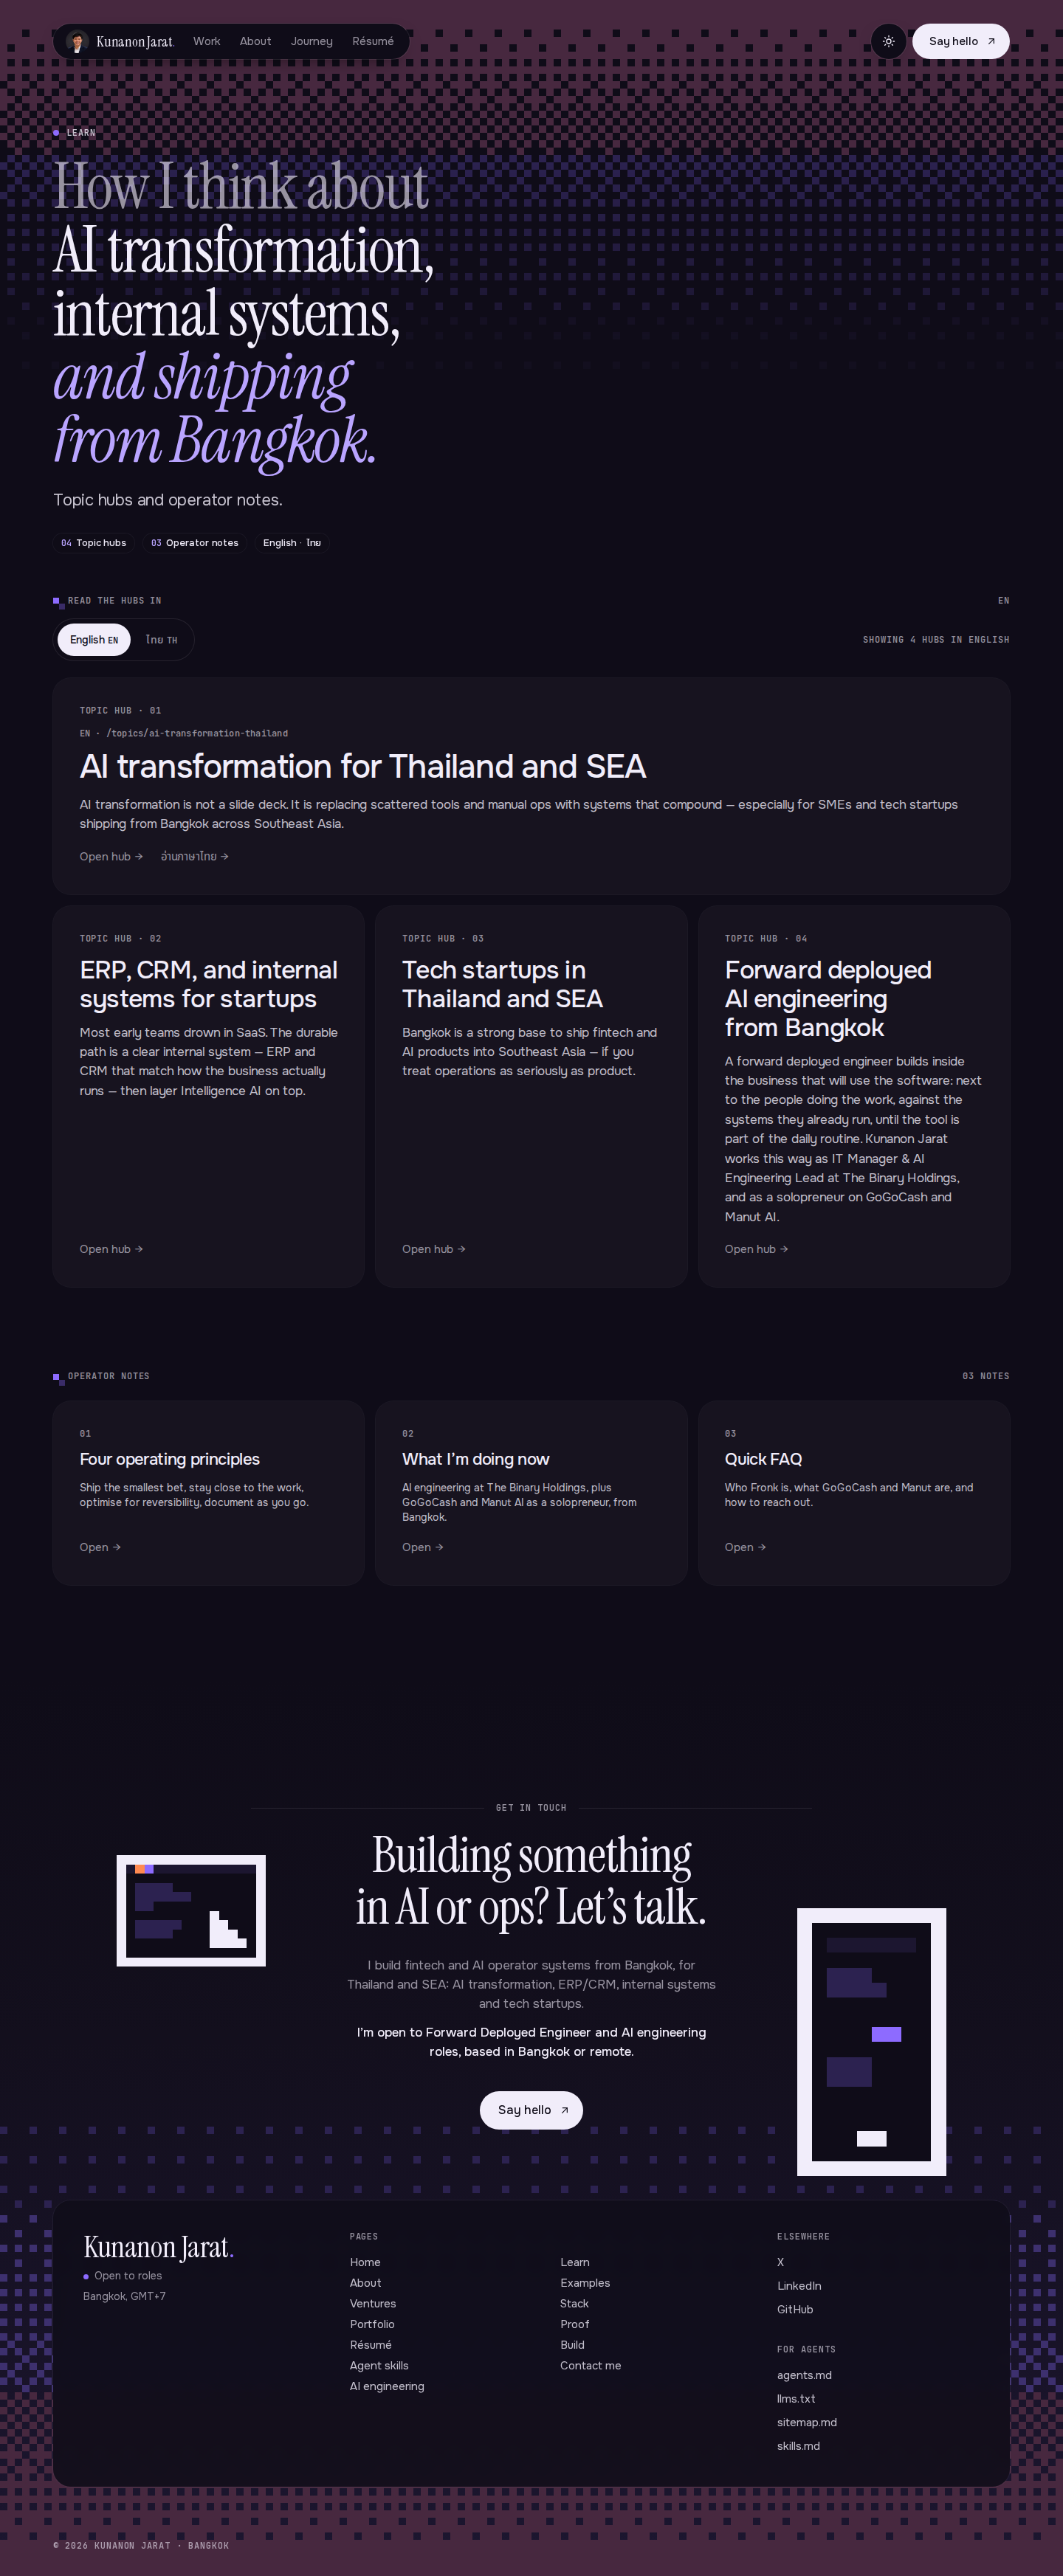 Kunanon Jarat.
Work
About
Journey
Résumé
Say hello ↗
LEARN
How I think about
AI transformation,
internal systems,
and shipping
from Bangkok.
Topic hubs and operator notes.
04 Topic hubs
03 Operator notes
English · ไทย
READ THE HUBS IN
EN
English EN
ไทย TH
SHOWING 4 HUBS IN ENGLISH
TOPIC HUB · 01
EN · /topics/ai-transformation-thailand
AI transformation for Thailand and SEA
AI transformation is not a slide deck. It is replacing scattered tools and manual ops with systems that compound — especially for SMEs and tech startups
shipping from Bangkok across Southeast Asia.
Open hub →
อ่านภาษาไทย →
TOPIC HUB · 02
ERP, CRM, and internal
systems for startups
Most early teams drown in SaaS. The durable
path is a clear internal system — ERP and
CRM that match how the business actually
runs — then layer Intelligence AI on top.
Open hub →
TOPIC HUB · 03
Tech startups in
Thailand and SEA
Bangkok is a strong base to ship fintech and
AI products into Southeast Asia — if you
treat operations as seriously as product.
Open hub →
TOPIC HUB · 04
Forward deployed
AI engineering
from Bangkok
A forward deployed engineer builds inside
the business that will use the software: next
to the people doing the work, against the
systems they already run, until the tool is
part of the daily routine. Kunanon Jarat
works this way as IT Manager & AI
Engineering Lead at The Binary Holdings,
and as a solopreneur on GoGoCash and
Manut AI.
Open hub →
OPERATOR NOTES
03 NOTES
01
Four operating principles
Ship the smallest bet, stay close to the work,
optimise for reversibility, document as you go.
Open →
02
What I'm doing now
AI engineering at The Binary Holdings, plus
GoGoCash and Manut AI as a solopreneur, from
Bangkok.
Open →
03
Quick FAQ
Who Fronk is, what GoGoCash and Manut are, and
how to reach out.
Open →
GET IN TOUCH
Building something
in AI or ops? Let's talk.
I build fintech and AI operator systems from Bangkok, for
Thailand and SEA: AI transformation, ERP/CRM, internal systems
and tech startups.
I'm open to Forward Deployed Engineer and AI engineering
roles, based in Bangkok or remote.
Say hello ↗
Kunanon Jarat.
Open to roles
Bangkok, GMT+7
PAGES
Home
About
Ventures
Portfolio
Résumé
Agent skills
AI engineering
Learn
Examples
Stack
Proof
Build
Contact me
ELSEWHERE
X
LinkedIn
GitHub
FOR AGENTS
agents.md
llms.txt
sitemap.md
skills.md
© 2026 KUNANON JARAT · BANGKOK